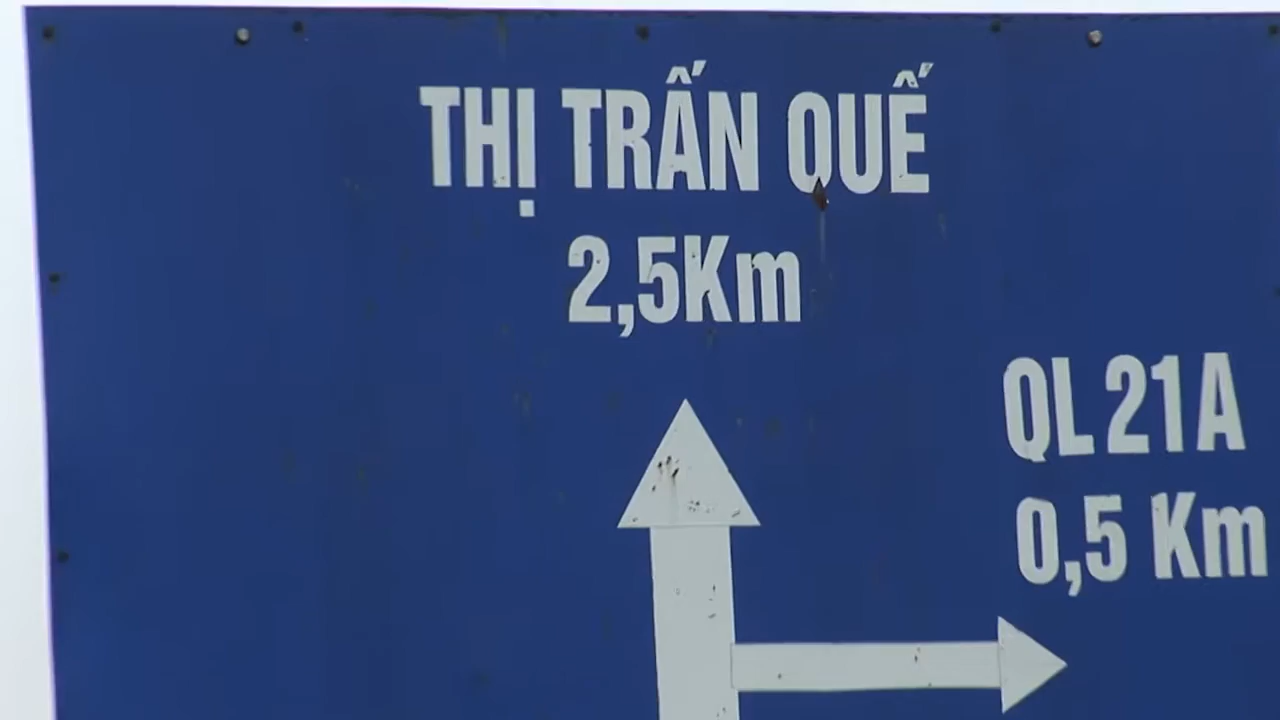 THỊ TRẤN QUẾ
2,5Km
QL 21A
0,5 Km